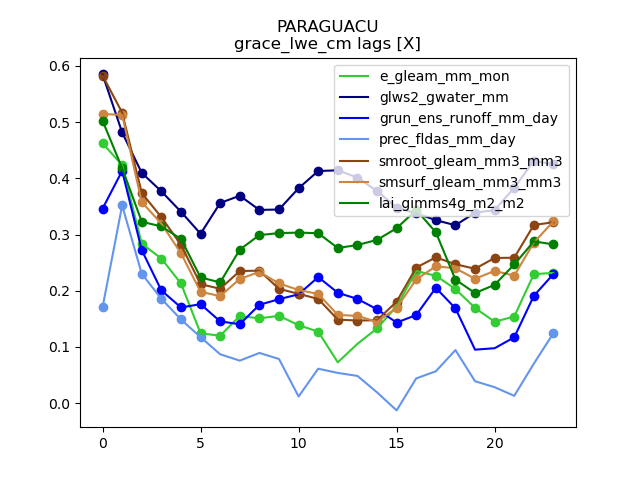 PARAGUACU
grace_lwe_cm lags [X]
0.6
0.5
0.4
0.3
0.2
0.1
0.0
0
5
10
15
20
e_gleam_mm_mon
glws2_gwater_mm
grun_ens_runoff_mm_day
prec_fldas_mm_day
smroot_gleam_mm3_mm3
smsurf_gleam_mm3_mm3
lai_gimms4g_m2_m2